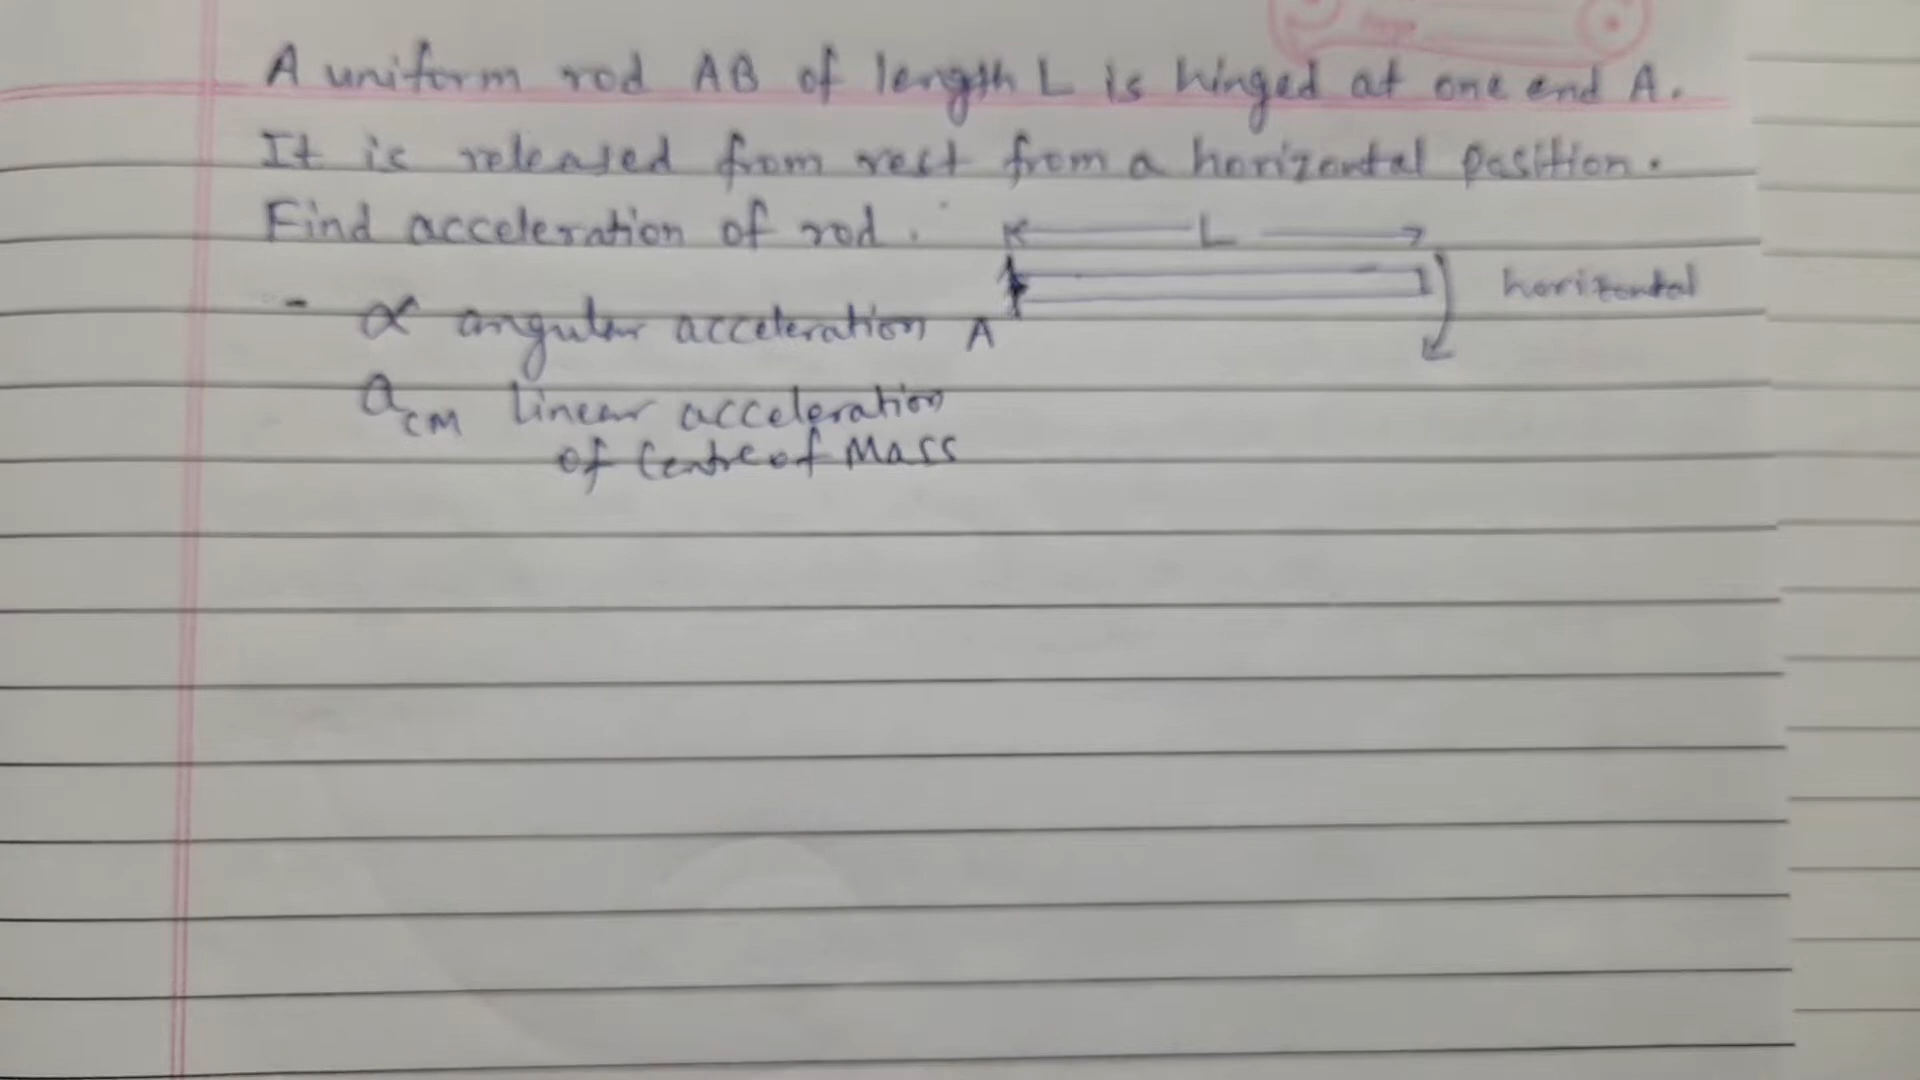 A uniform rod AB of length L is hinged at one end A.
It is released from rest from a horizontal position.
Find acceleration of rod.
L
horizontal
- α angular acceleration A
a_CM linear acceleration
of Centre of Mass